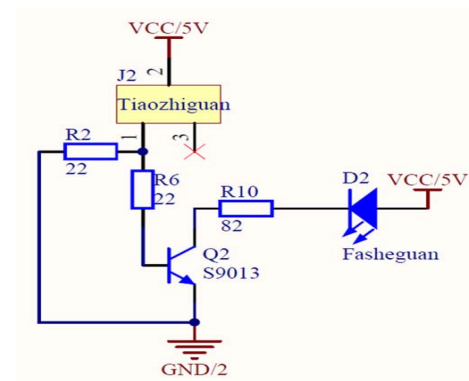 VCC/5V
2
J2
Tiaozhiguan
1
3
R2
22
R6
22
R10
82
D2
VCC/5V
Fasheguan
Q2
S9013
GND/2